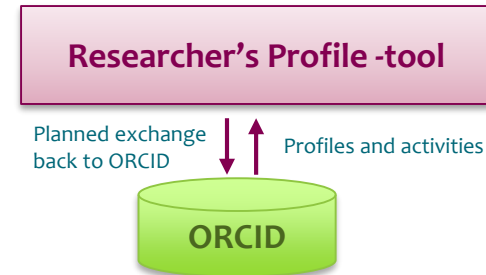 Researcher's Profile -tool
Planned exchange
back to ORCID
Profiles and activities
ORCID